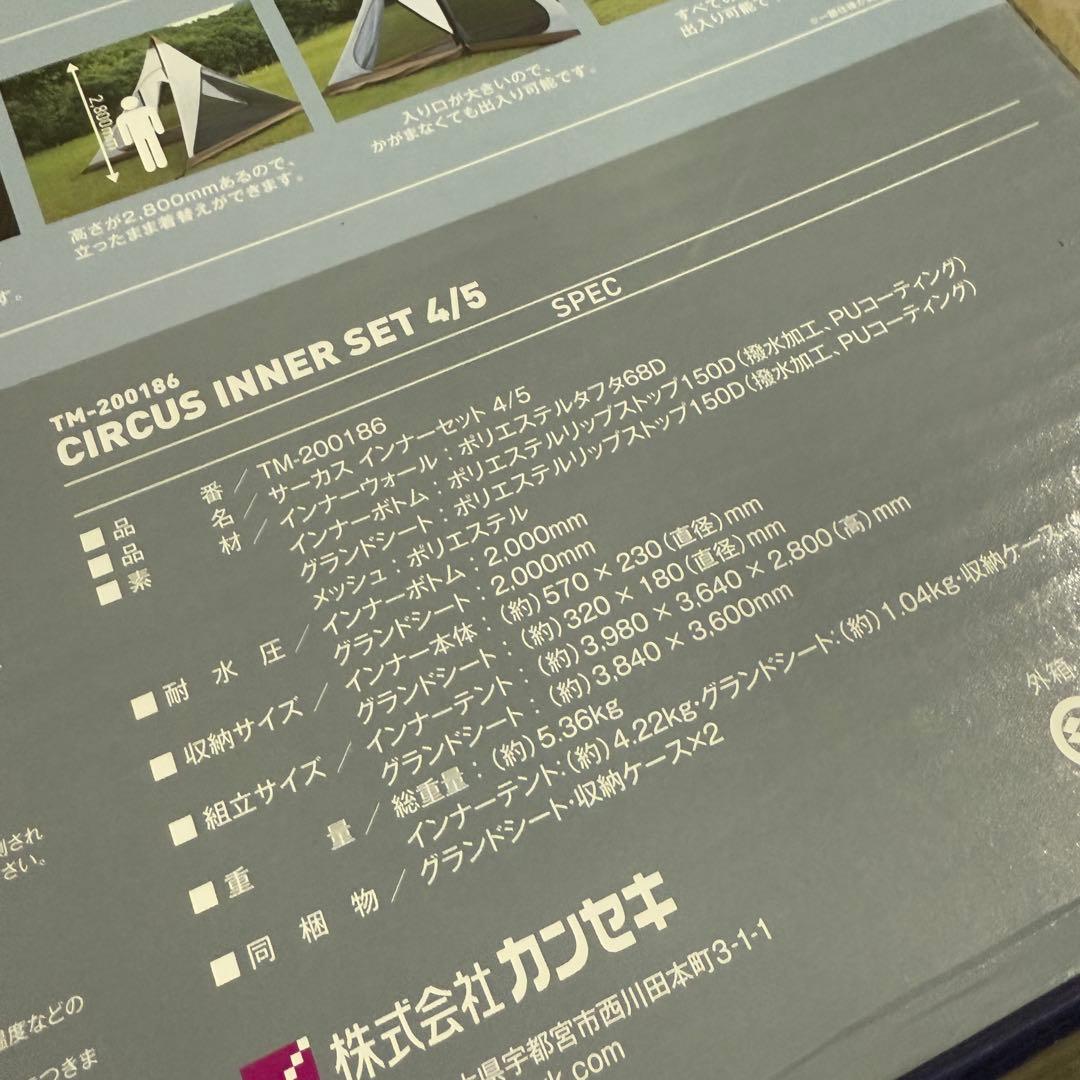 2,800mm
高さが2,800mmあるので、
立ったまま着替えができます。
入り口が大きいので、
かがまなくても出入り可能です。
すべての
出入り可能で
す。
TM-200186
CIRCUS INNER SET 4/5
SPEC
■品 番 / TM-200186
■品 名 / サーカス インナーセット 4/5
■素 材 / インナーウォール：ポリエステルタフタ68D
インナーボトム：ポリエステルリップストップ150D（撥水加工、PUコーティング）
グランドシート：ポリエステルリップストップ150D（撥水加工、PUコーティング）
メッシュ：ポリエステル
■耐 水 圧 / インナーボトム：2,000mm
グランドシート：2,000mm
■収納サイズ / インナー本体：（約）570 × 230（直径）mm
グランドシート：（約）320 × 180（直径）mm
■組立サイズ / インナーテント：（約）3,980 × 3,640 × 2,800（高）mm
グランドシート：（約）3,840 × 3,600mm
■重 量 / 総重量：（約）5.36kg
インナーテント：（約）4.22kg・グランドシート：（約）1.04kg・収納ケース
■同 梱 物 / グランドシート・収納ケース×2
株式会社カンセキ
県宇都宮市西川田本町3-1-1
k.com
外箱
され
さい。
温度などの
つきま